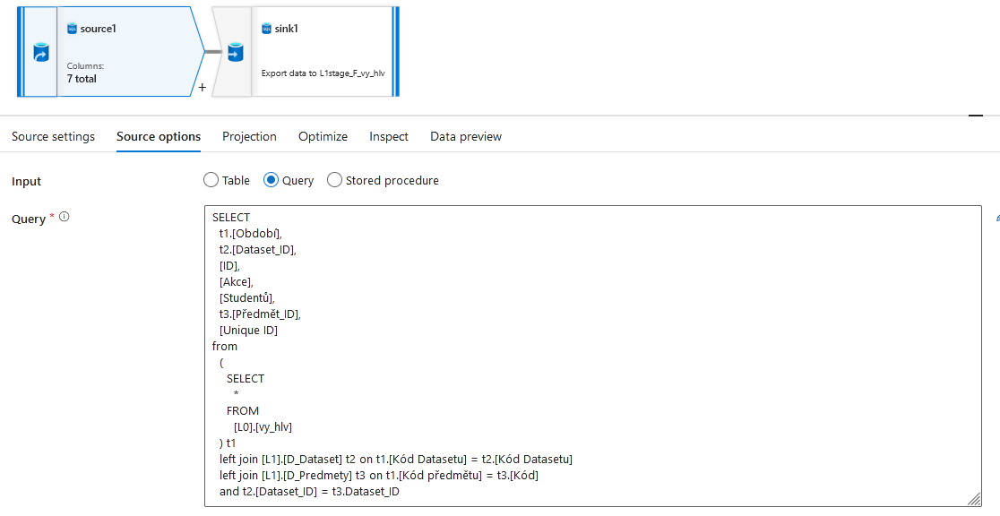 source1
Columns:
7 total
+
sink1
Export data to L1stage_F_vy_hlv
Source settings
Source options
Projection
Optimize
Inspect
Data preview
Input
Table
Query
Stored procedure
Query *
SELECT
t1.[Období],
t2.[Dataset_ID],
[ID],
[Akce],
[Studentů],
t3.[Předmět_ID],
[Unique ID]
from
(
SELECT
*
FROM
[L0].[vy_hlv]
) t1
left join [L1].[D_Dataset] t2 on t1.[Kód Datasetu] = t2.[Kód Datasetu]
left join [L1].[D_Predmety] t3 on t1.[Kód předmětu] = t3.[Kód]
and t2.[Dataset_ID] = t3.Dataset_ID